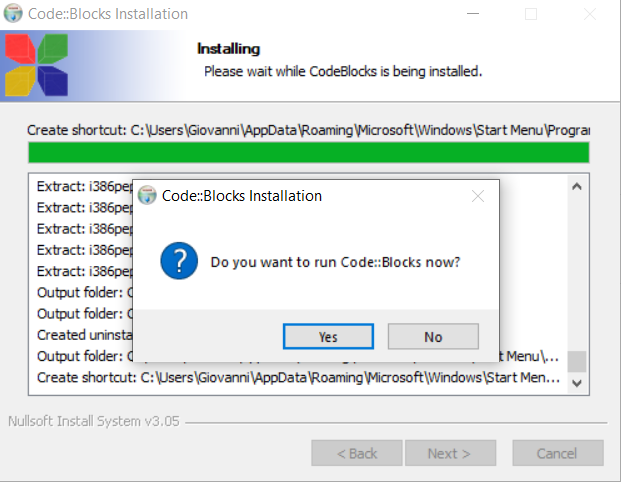 Code::Blocks Installation
Installing
Please wait while CodeBlocks is being installed.
Create shortcut: C:\Users\Giovanni\AppData\Roaming\Microsoft\Windows\Start Menu\Progra
Extract: i386pep
Extract: i386pep
Extract: i386pep
Extract: i386pep
Extract: i386pep
Output folder: C
Output folder: C
Created uninsta
Output folder: C t Menu\...
Create shortcut: C:\Users\Giovanni\AppData\Roaming\Microsoft\Windows\Start Men...
Code::Blocks Installation
Do you want to run Code::Blocks now?
Yes No
Nullsoft Install System v3.05
< Back Next > Cancel